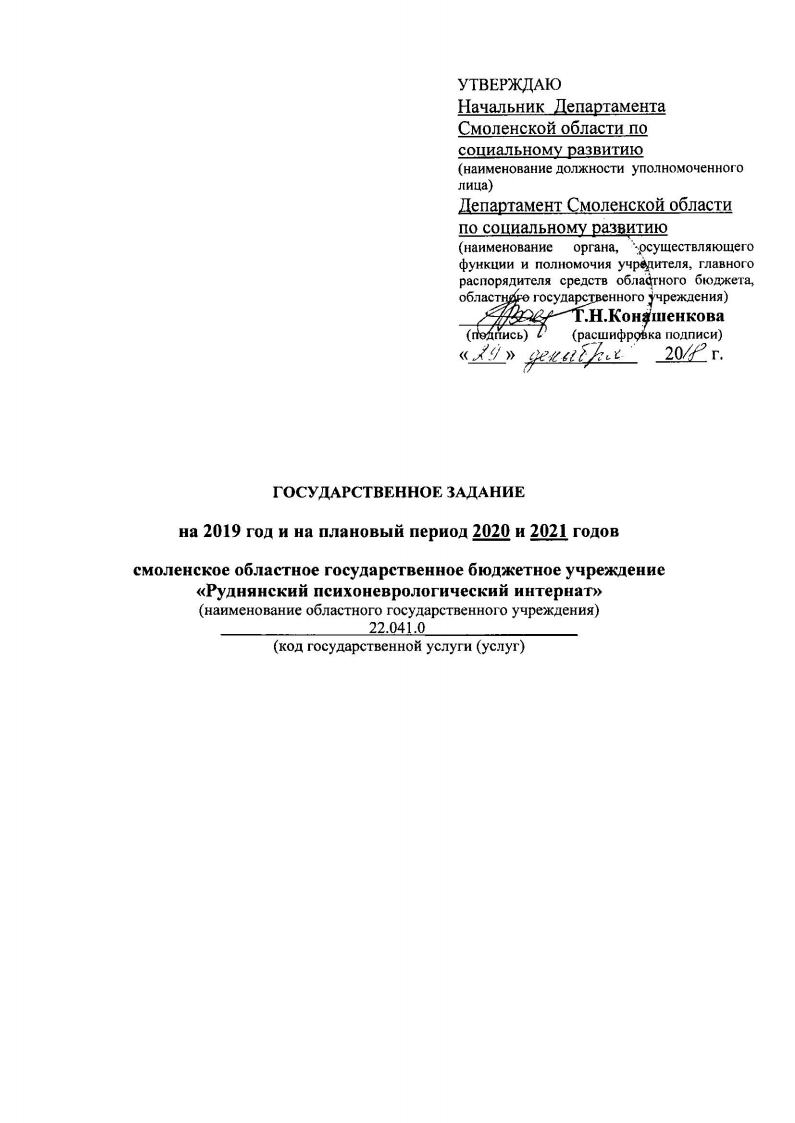 УТВЕРЖДАЮ
Начальник Департамента
Смоленской области по
социальному развитию
(наименование должности уполномоченного
лица)
Департамент Смоленской области
по социальному развитию
(наименование органа, осуществляющего
функции и полномочия учредителя, главного
распорядителя средств областного бюджета,
областного государственного учреждения)
Т.Н.Конашенкова
(подпись) (расшифровка подписи)
«24» декабря 2018 г.
ГОСУДАРСТВЕННОЕ ЗАДАНИЕ
на 2019 год и на плановый период 2020 и 2021 годов
смоленское областное государственное бюджетное учреждение
«Руднянский психоневрологический интернат»
(наименование областного государственного учреждения)
22.041.0
(код государственной услуги (услуг)